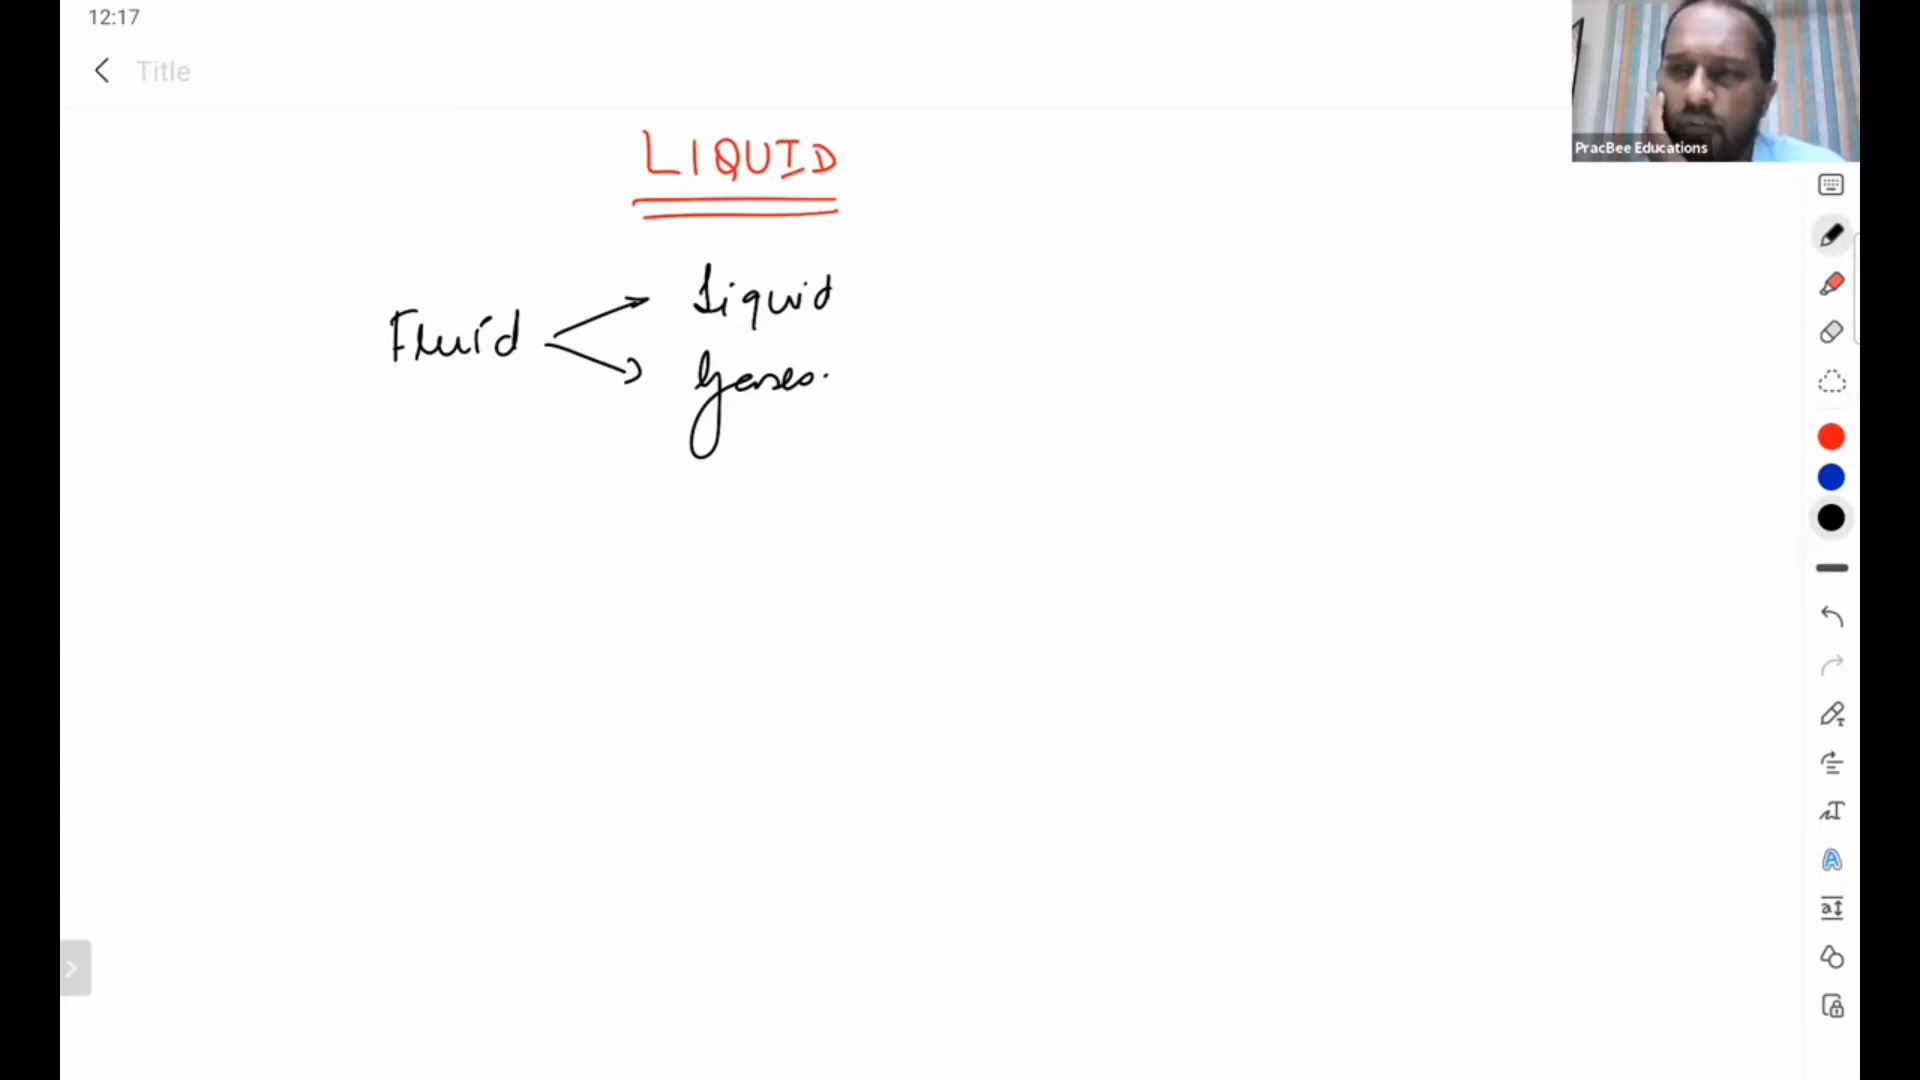 12:17
Title
PracBee Educations
LIQUID
Fluid
Liquid
Gases.